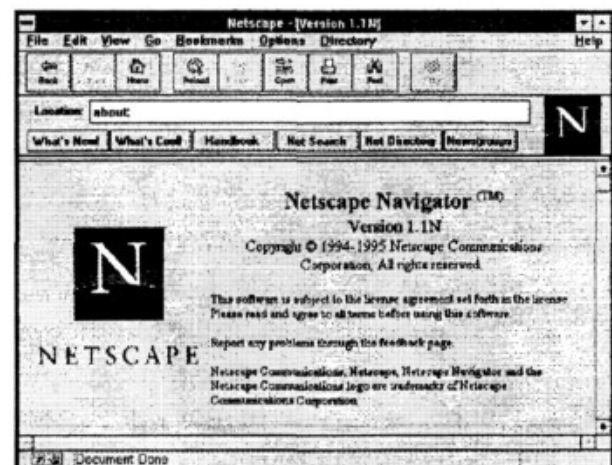 Netscape - [Version 1.1N]
File Edit View Go Bookmarks Options Directory Help
Back Home Reload Open Print Find
Location: about:
What's New! What's Cool! Handbook Net Search Net Directory Newsgroups
N
Netscape Navigator (TM)
Version 1.1N
Copyright © 1994-1995 Netscape Communications
Corporation, All rights reserved.
N
NETSCAPE
This software is subject to the license agreement set forth in the license
Please read and agree to all terms before using this software.
Report any problems through the feedback page.
Netscape Communications, Netscape, Netscape Navigator and the
Netscape Communications logo are trademarks of Netscape
Communications Corporation
Document Done